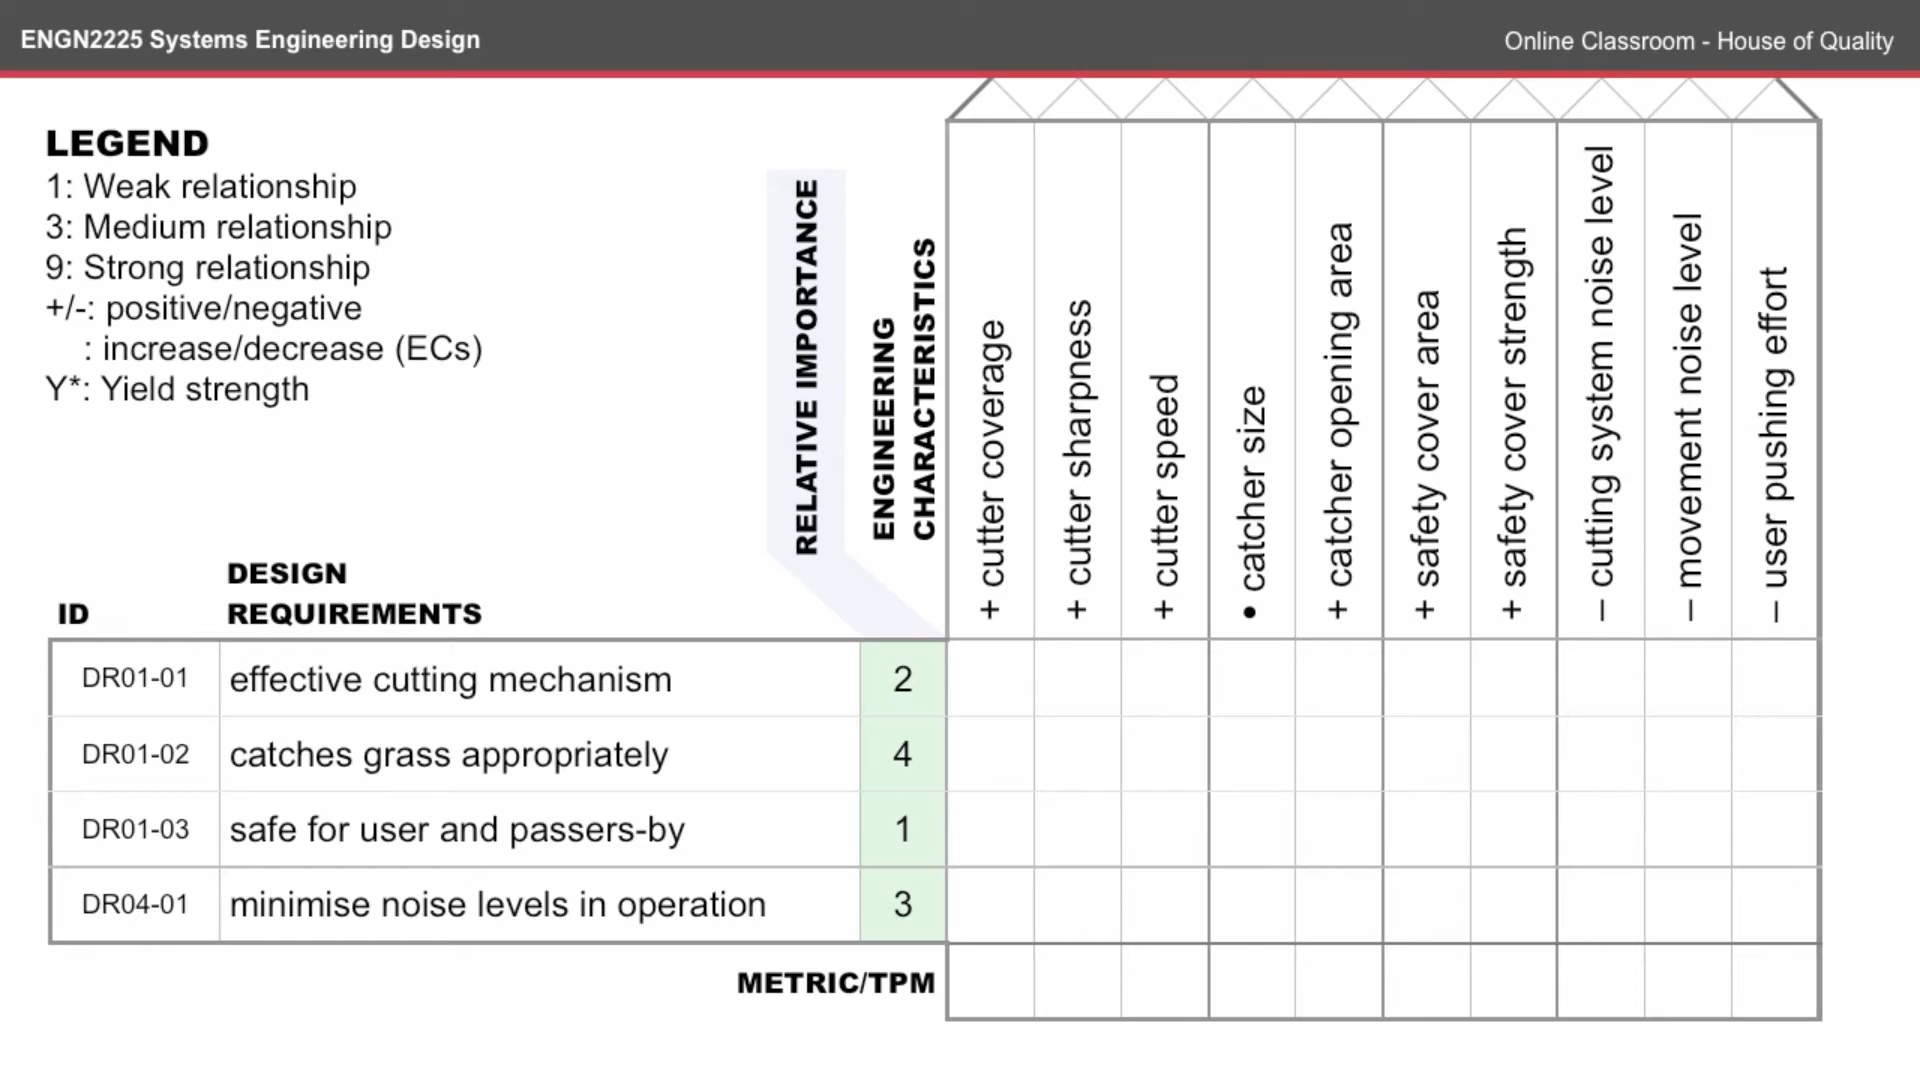 ENGN2225 Systems Engineering Design
Online Classroom - House of Quality
LEGEND
1: Weak relationship
3: Medium relationship
9: Strong relationship
+/-: positive/negative
: increase/decrease (ECs)
Y*: Yield strength
RELATIVE IMPORTANCE
ENGINEERING
CHARACTERISTICS
+ cutter coverage
+ cutter sharpness
+ cutter speed
• catcher size
+ catcher opening area
+ safety cover area
+ safety cover strength
– cutting system noise level
– movement noise level
– user pushing effort
DESIGN
ID REQUIREMENTS
DR01-01 effective cutting mechanism 2
DR01-02 catches grass appropriately 4
DR01-03 safe for user and passers-by 1
DR04-01 minimise noise levels in operation 3
METRIC/TPM